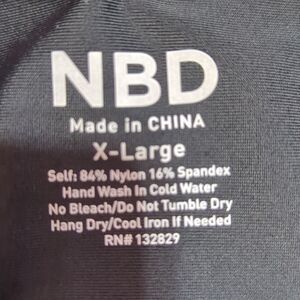 NBD
Made in CHINA
X-Large
Self: 84% Nylon 16% Spandex
Hand Wash In Cold Water
No Bleach/Do Not Tumble Dry
Hang Dry/Cool Iron If Needed
RN# 132829